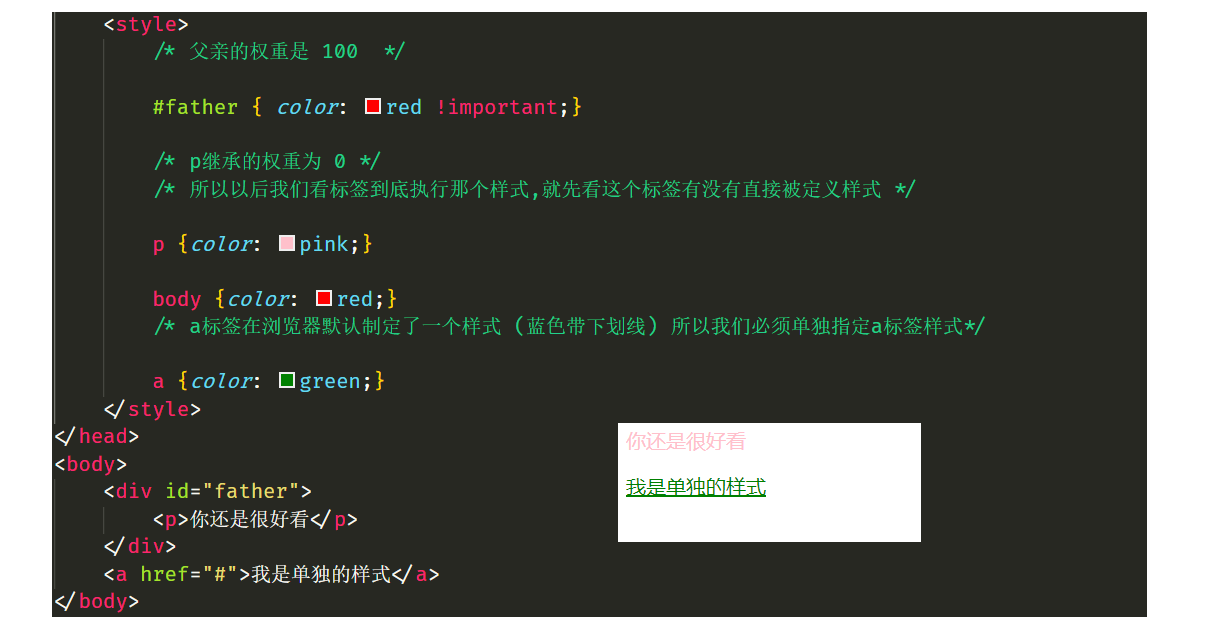 <style>
/* 父亲的权重是 100  */
#father { color: red !important;}
/* p继承的权重为 0 */
/* 所以以后我们看标签到底执行那个样式,就先看这个标签有没有直接被定义样式 */
p {color: pink;}
body {color: red;}
/* a标签在浏览器默认制定了一个样式 (蓝色带下划线) 所以我们必须单独指定a标签样式*/
a {color: green;}
</style>
</head>
<body>
<div id="father">
<p>你还是很好看</p>
</div>
<a href="#">我是单独的样式</a>
</body>
你还是很好看
我是单独的样式